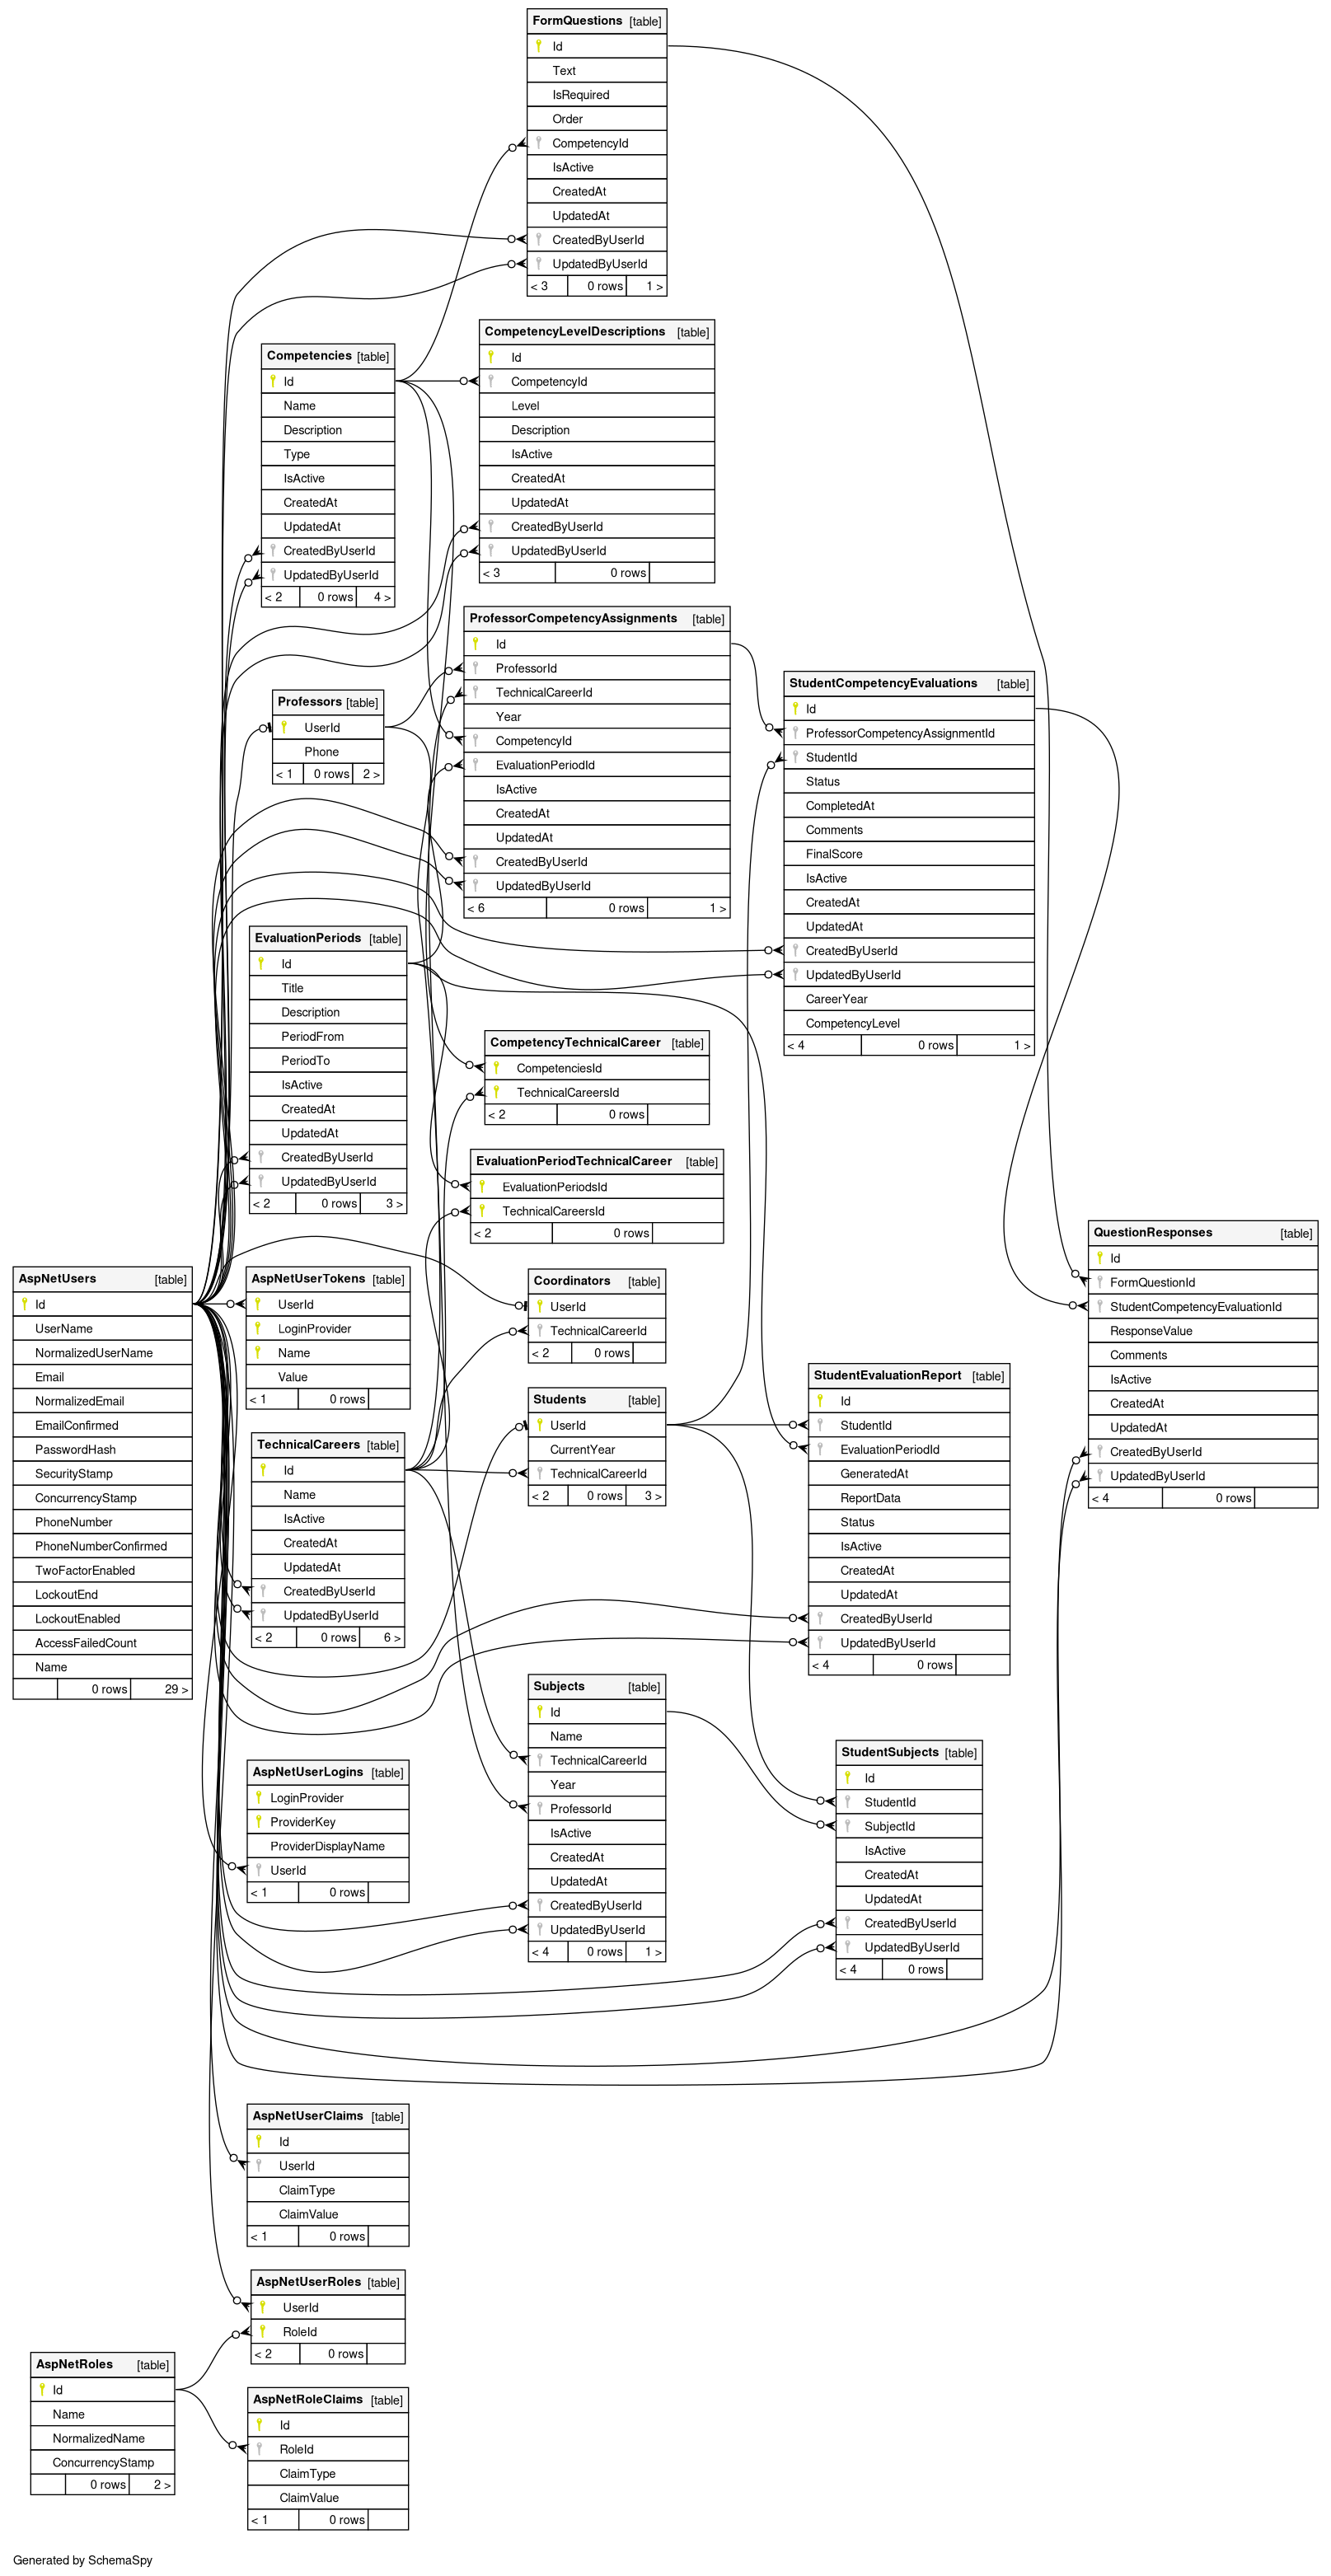 FormQuestions [table]
Id
Text
IsRequired
Order
CompetencyId
IsActive
CreatedAt
UpdatedAt
CreatedByUserId
UpdatedByUserId
< 3 0 rows 1 >
CompetencyLevelDescriptions [table]
Id
CompetencyId
Level
Description
IsActive
CreatedAt
UpdatedAt
CreatedByUserId
UpdatedByUserId
< 3 0 rows
Competencies [table]
Id
Name
Description
Type
IsActive
CreatedAt
UpdatedAt
CreatedByUserId
UpdatedByUserId
< 2 0 rows 4 >
ProfessorCompetencyAssignments [table]
Id
ProfessorId
TechnicalCareerId
Year
CompetencyId
EvaluationPeriodId
IsActive
CreatedAt
UpdatedAt
CreatedByUserId
UpdatedByUserId
< 6 0 rows 1 >
StudentCompetencyEvaluations [table]
Id
ProfessorCompetencyAssignmentId
StudentId
Status
CompletedAt
Comments
FinalScore
IsActive
CreatedAt
UpdatedAt
CreatedByUserId
UpdatedByUserId
CareerYear
CompetencyLevel
< 4 0 rows 1 >
Professors [table]
UserId
Phone
< 1 0 rows 2 >
EvaluationPeriods [table]
Id
Title
Description
PeriodFrom
PeriodTo
IsActive
CreatedAt
UpdatedAt
CreatedByUserId
UpdatedByUserId
< 2 0 rows 3 >
CompetencyTechnicalCareer [table]
CompetenciesId
TechnicalCareersId
< 2 0 rows
EvaluationPeriodTechnicalCareer [table]
EvaluationPeriodsId
TechnicalCareersId
< 2 0 rows
QuestionResponses [table]
Id
FormQuestionId
StudentCompetencyEvaluationId
ResponseValue
Comments
IsActive
CreatedAt
UpdatedAt
CreatedByUserId
UpdatedByUserId
< 4 0 rows
AspNetUsers [table]
Id
UserName
NormalizedUserName
Email
NormalizedEmail
EmailConfirmed
PasswordHash
SecurityStamp
ConcurrencyStamp
PhoneNumber
PhoneNumberConfirmed
TwoFactorEnabled
LockoutEnd
LockoutEnabled
AccessFailedCount
Name
0 rows 29 >
AspNetUserTokens [table]
UserId
LoginProvider
Name
Value
< 1 0 rows
Coordinators [table]
UserId
TechnicalCareerId
< 2 0 rows
StudentEvaluationReport [table]
Id
StudentId
EvaluationPeriodId
GeneratedAt
ReportData
Status
IsActive
CreatedAt
UpdatedAt
CreatedByUserId
UpdatedByUserId
< 4 0 rows
Students [table]
UserId
CurrentYear
TechnicalCareerId
< 2 0 rows 3 >
TechnicalCareers [table]
Id
Name
IsActive
CreatedAt
UpdatedAt
CreatedByUserId
UpdatedByUserId
< 2 0 rows 6 >
Subjects [table]
Id
Name
TechnicalCareerId
Year
ProfessorId
IsActive
CreatedAt
UpdatedAt
CreatedByUserId
UpdatedByUserId
< 4 0 rows 1 >
StudentSubjects [table]
Id
StudentId
SubjectId
IsActive
CreatedAt
UpdatedAt
CreatedByUserId
UpdatedByUserId
< 4 0 rows
AspNetUserLogins [table]
LoginProvider
ProviderKey
ProviderDisplayName
UserId
< 1 0 rows
AspNetUserClaims [table]
Id
UserId
ClaimType
ClaimValue
< 1 0 rows
AspNetUserRoles [table]
UserId
RoleId
< 2 0 rows
AspNetRoles [table]
Id
Name
NormalizedName
ConcurrencyStamp
0 rows 2 >
AspNetRoleClaims [table]
Id
RoleId
ClaimType
ClaimValue
< 1 0 rows
Generated by SchemaSpy